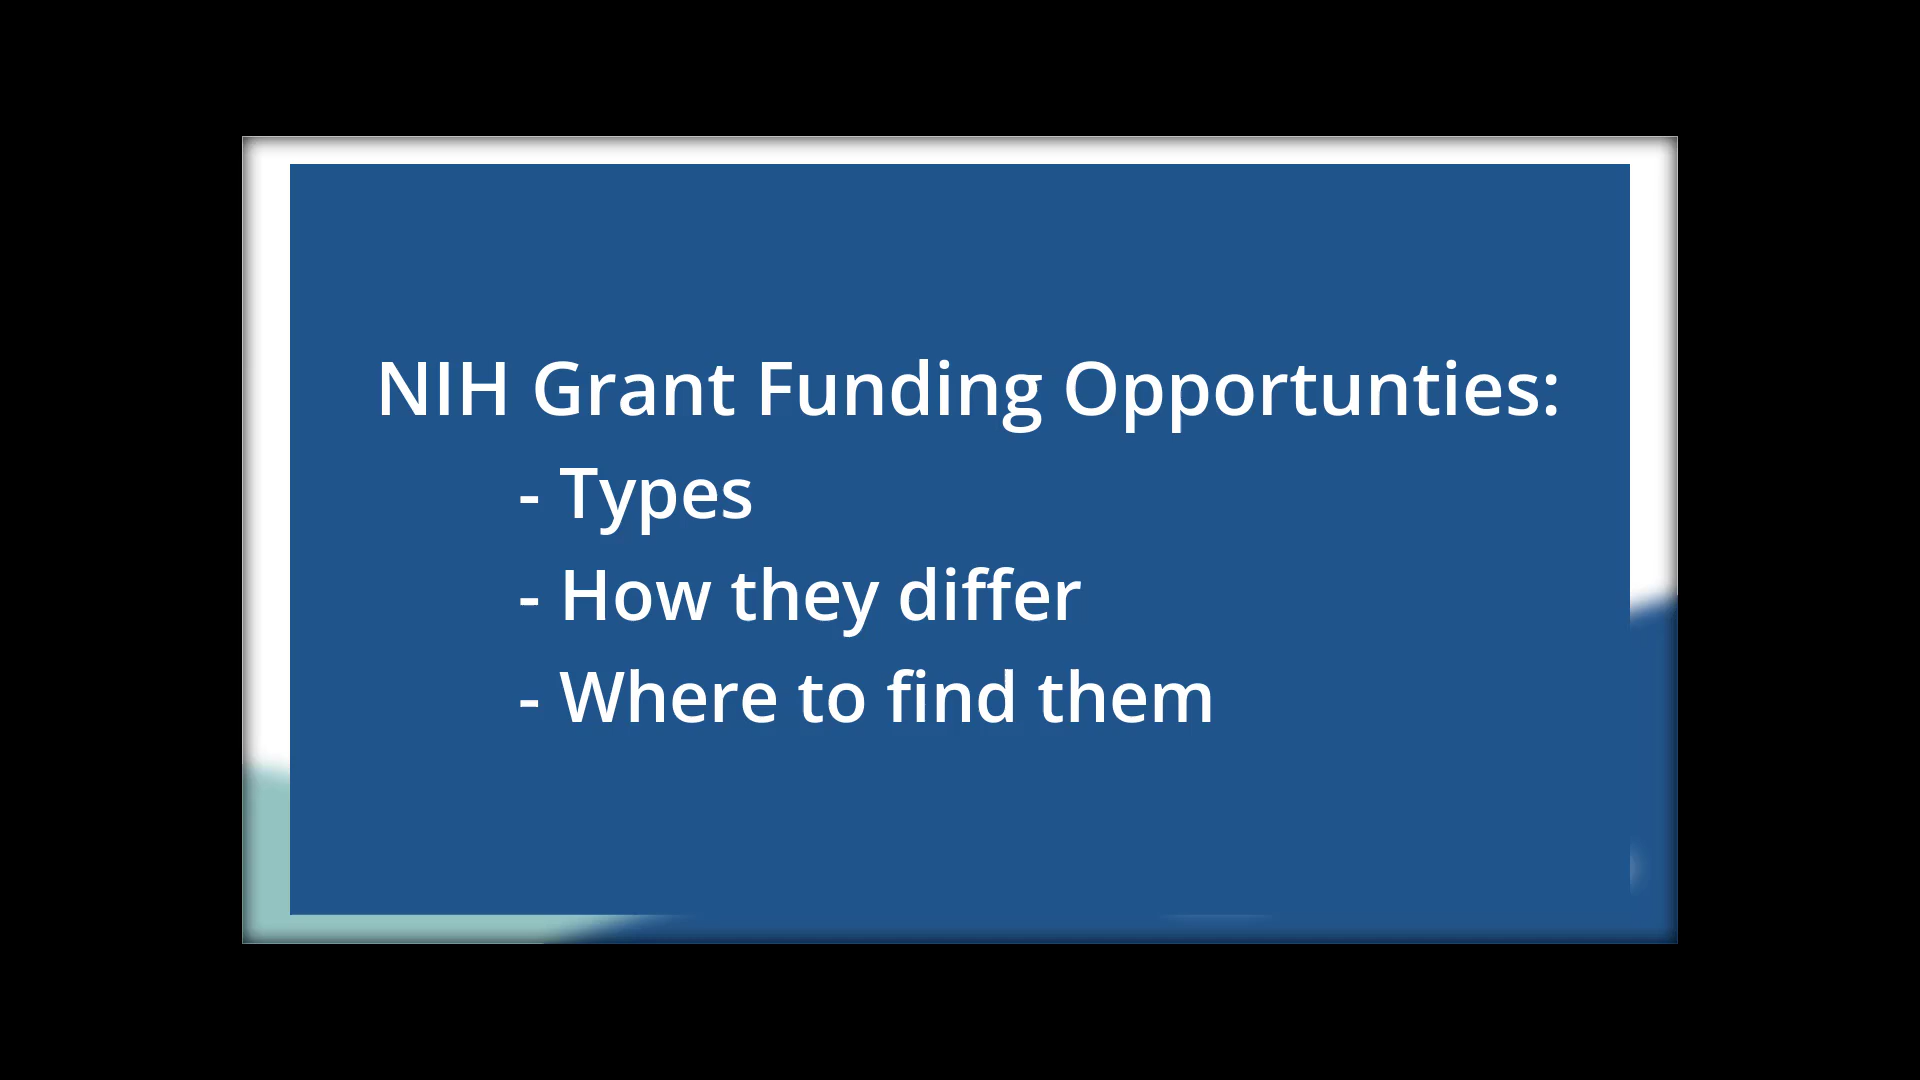 NIH Grant Funding Opportunties:
- Types
- How they differ
- Where to find them